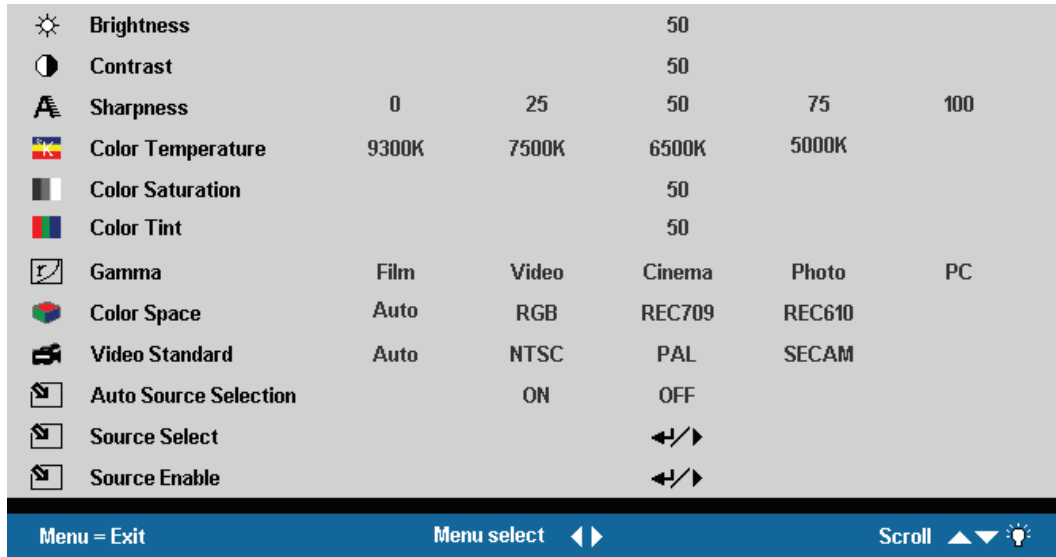 Brightness 50
Contrast 50
Sharpness 0 25 50 75 100
K Color Temperature 9300K 7500K 6500K 5000K
Color Saturation 50
Color Tint 50
Gamma Film Video Cinema Photo PC
Color Space Auto RGB REC709 REC610
Video Standard Auto NTSC PAL SECAM
Auto Source Selection ON OFF
Source Select ↵/▶
Source Enable ↵/▶
Menu = Exit Menu select ◀ ▶ Scroll ▲▼